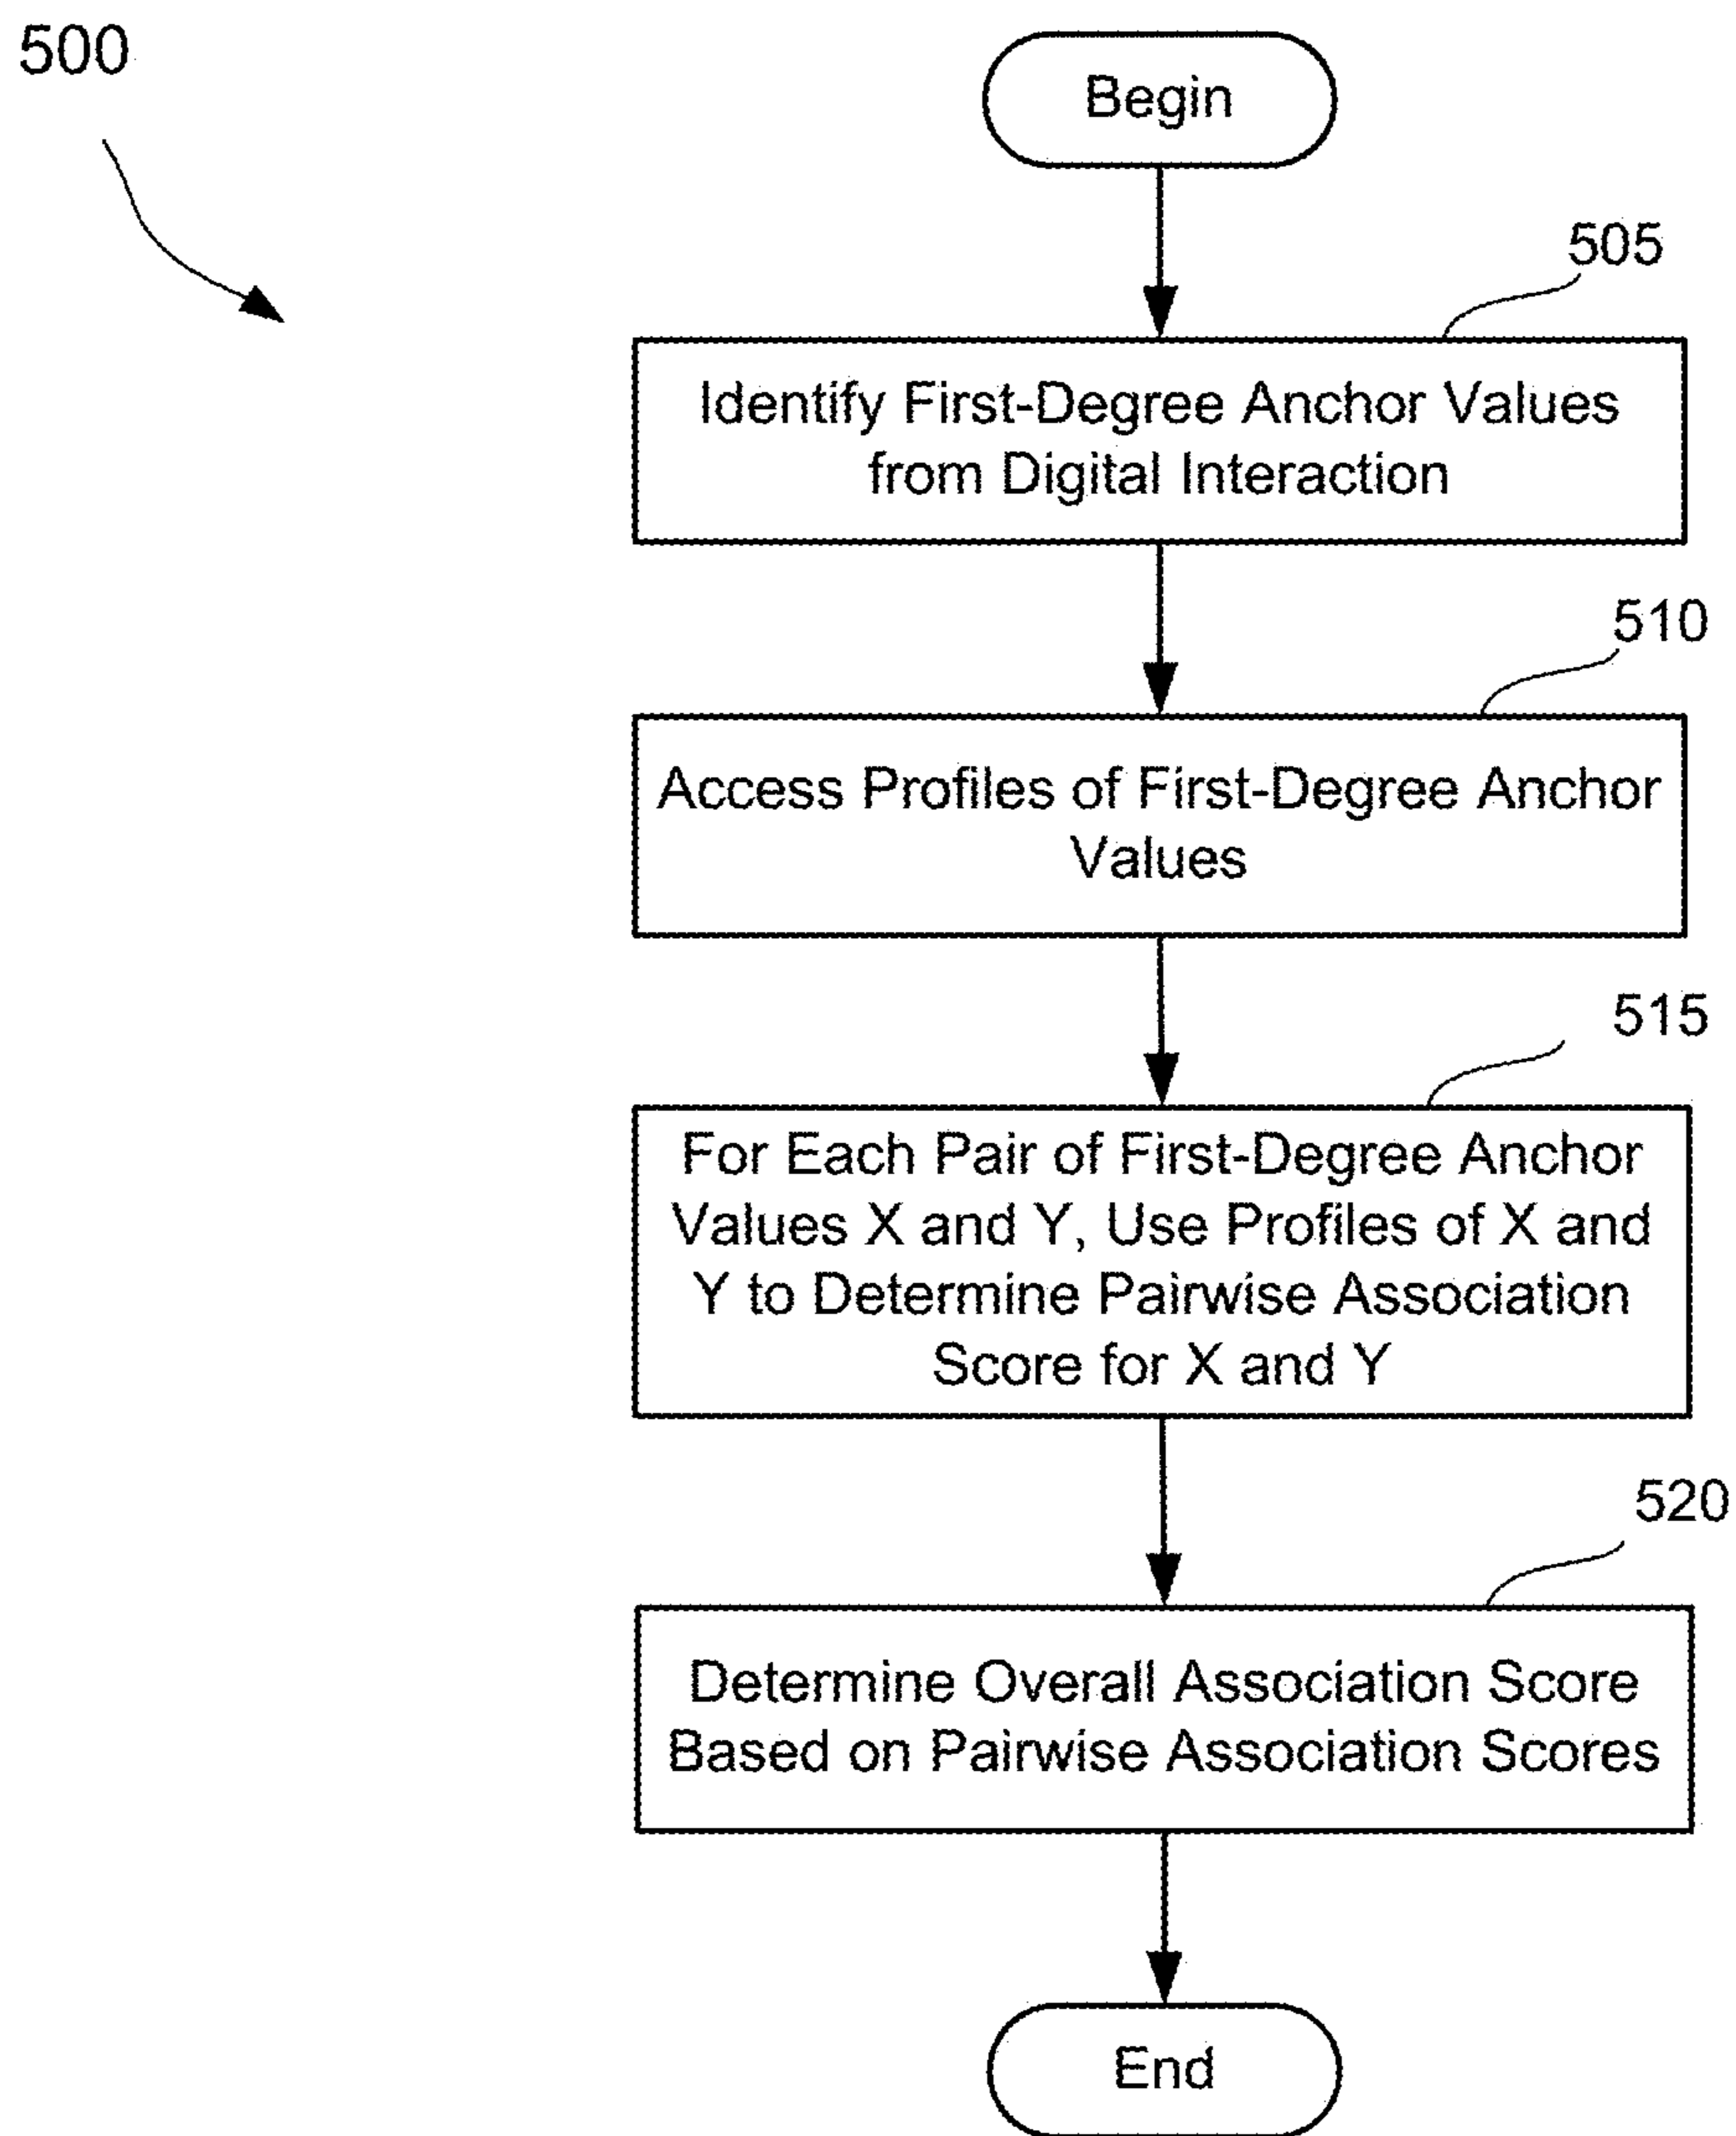 500
Begin
505
Identify First-Degree Anchor Values
from Digital Interaction
510
Access Profiles of First-Degree Anchor
Values
515
For Each Pair of First-Degree Anchor
Values X and Y, Use Profiles of X and
Y to Determine Pairwise Association
Score for X and Y
520
Determine Overall Association Score
Based on Pairwise Association Scores
End